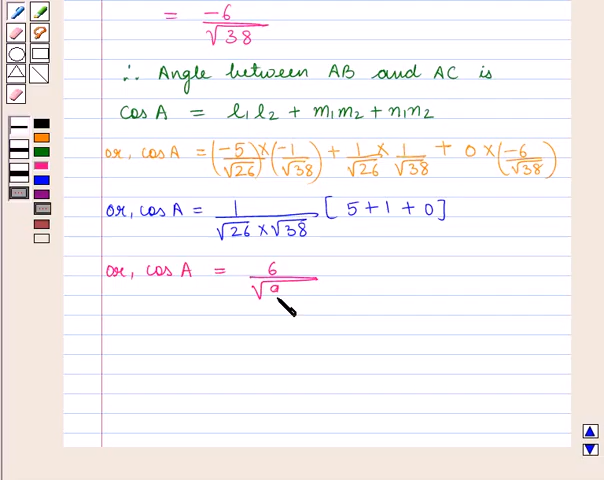 = -6/√38
∴ Angle between AB and AC is
cos A = l₁l₂ + m₁m₂ + n₁n₂
or, cos A = (-5/√26) × (-1/√38) + 1/√26 × 1/√38 + 0 × (-6/√38)
or, cos A = 1/(√26 × √38) [5+1+0]
or, cos A = 6/√9